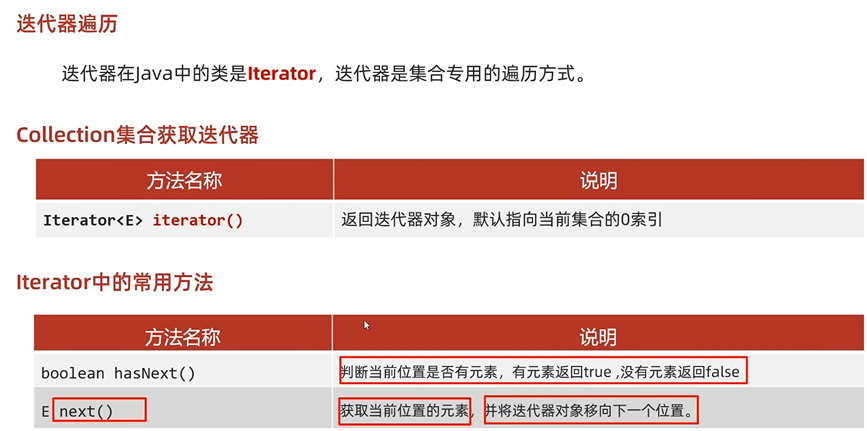 迭代器遍历
迭代器在Java中的类是Iterator，迭代器是集合专用的遍历方式。
Collection集合获取迭代器
方法名称 说明
Iterator<E> iterator() 返回迭代器对象，默认指向当前集合的0索引
Iterator中的常用方法
方法名称 说明
boolean hasNext() 判断当前位置是否有元素，有元素返回true ,没有元素返回false
E next() 获取当前位置的元素，并将迭代器对象移向下一个位置。